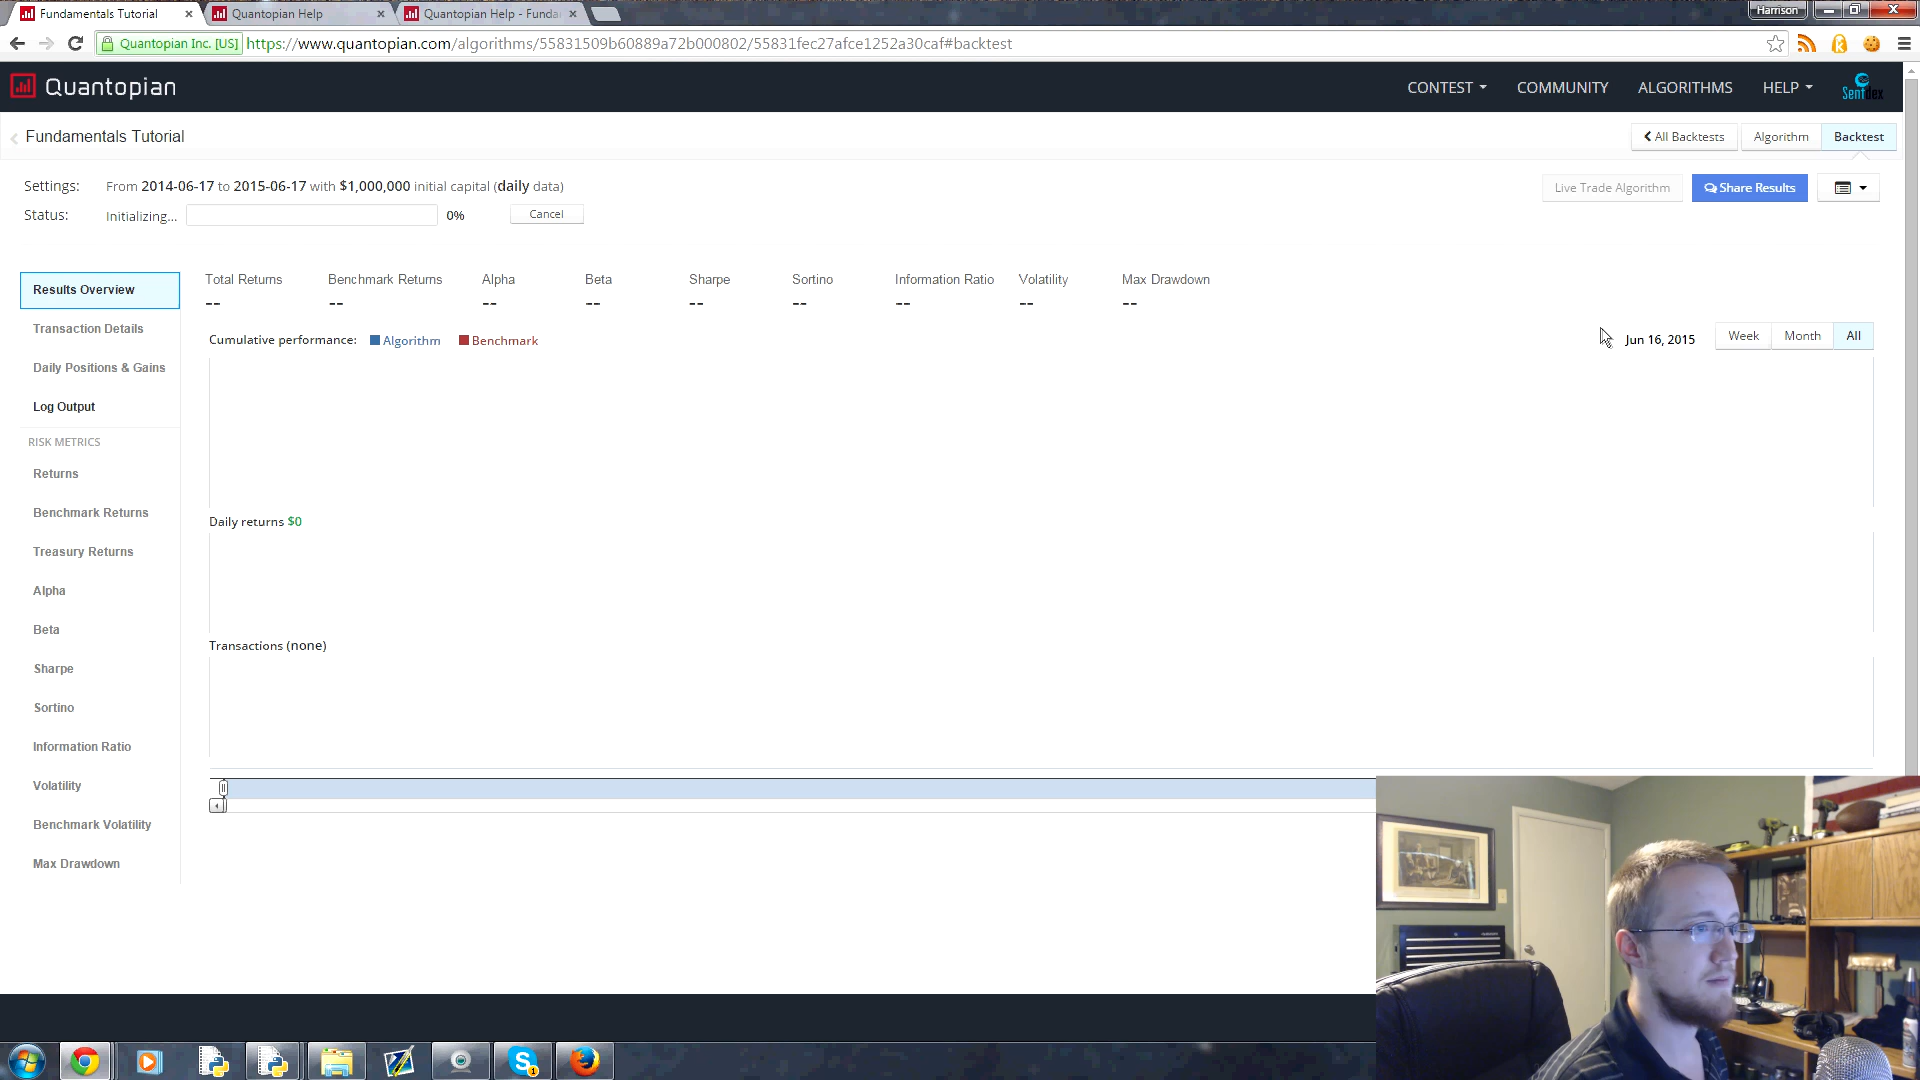 Fundamentals Tutorial
Quantopian Help
Quantopian Help - Funda
Harrison
Quantopian Inc. [US] https://www.quantopian.com/algorithms/55831509b60889a72b000802/55831fec27afce1252a30caf#backtest
Quantopian
CONTEST
COMMUNITY
ALGORITHMS
HELP
Sentdex
Fundamentals Tutorial
All Backtests
Algorithm
Backtest
Settings: From 2014-06-17 to 2015-06-17 with $1,000,000 initial capital (daily data)
Live Trade Algorithm
Share Results
Status: Initializing... 0% Cancel
Results Overview
Transaction Details
Daily Positions & Gains
Log Output
RISK METRICS
Returns
Benchmark Returns
Treasury Returns
Alpha
Beta
Sharpe
Sortino
Information Ratio
Volatility
Benchmark Volatility
Max Drawdown
Total Returns Benchmark Returns Alpha Beta Sharpe Sortino Information Ratio Volatility Max Drawdown
-- -- -- -- -- -- -- -- --
Cumulative performance: Algorithm Benchmark
Jun 16, 2015
Week Month All
Daily returns $0
Transactions (none)
1